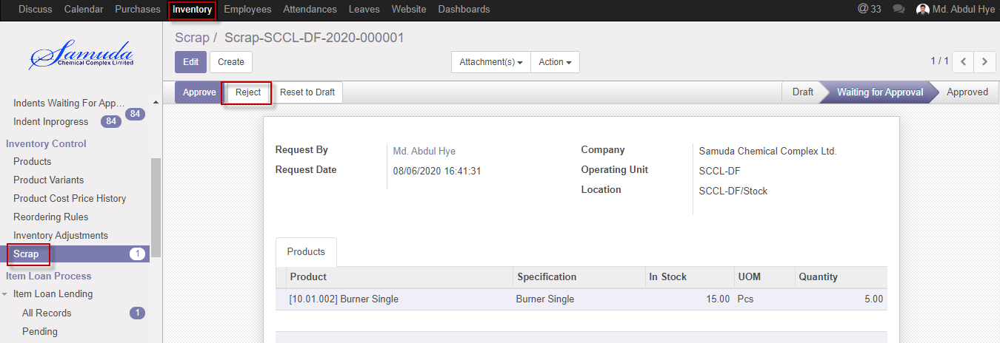 Discuss Calendar Purchases Inventory Employees Attendances Leaves Website Dashboards @ 33 Md. Abdul Hye
Samuda
Chemical Complex Limited
Indents Waiting For App... 84
Indent Inprogress 84
Inventory Control
Products
Product Variants
Product Cost Price History
Reordering Rules
Inventory Adjustments
Scrap 1
Item Loan Process
Item Loan Lending
All Records 1
Pending
Scrap / Scrap-SCCL-DF-2020-000001
Edit Create Attachment(s) Action 1 / 1
Approve Reject Reset to Draft Draft Waiting for Approval Approved
Request By Md. Abdul Hye Company Samuda Chemical Complex Ltd.
Request Date 08/06/2020 16:41:31 Operating Unit SCCL-DF
Location SCCL-DF/Stock
Products
Product Specification In Stock UOM Quantity
[10.01.002] Burner Single Burner Single 15.00 Pcs 5.00